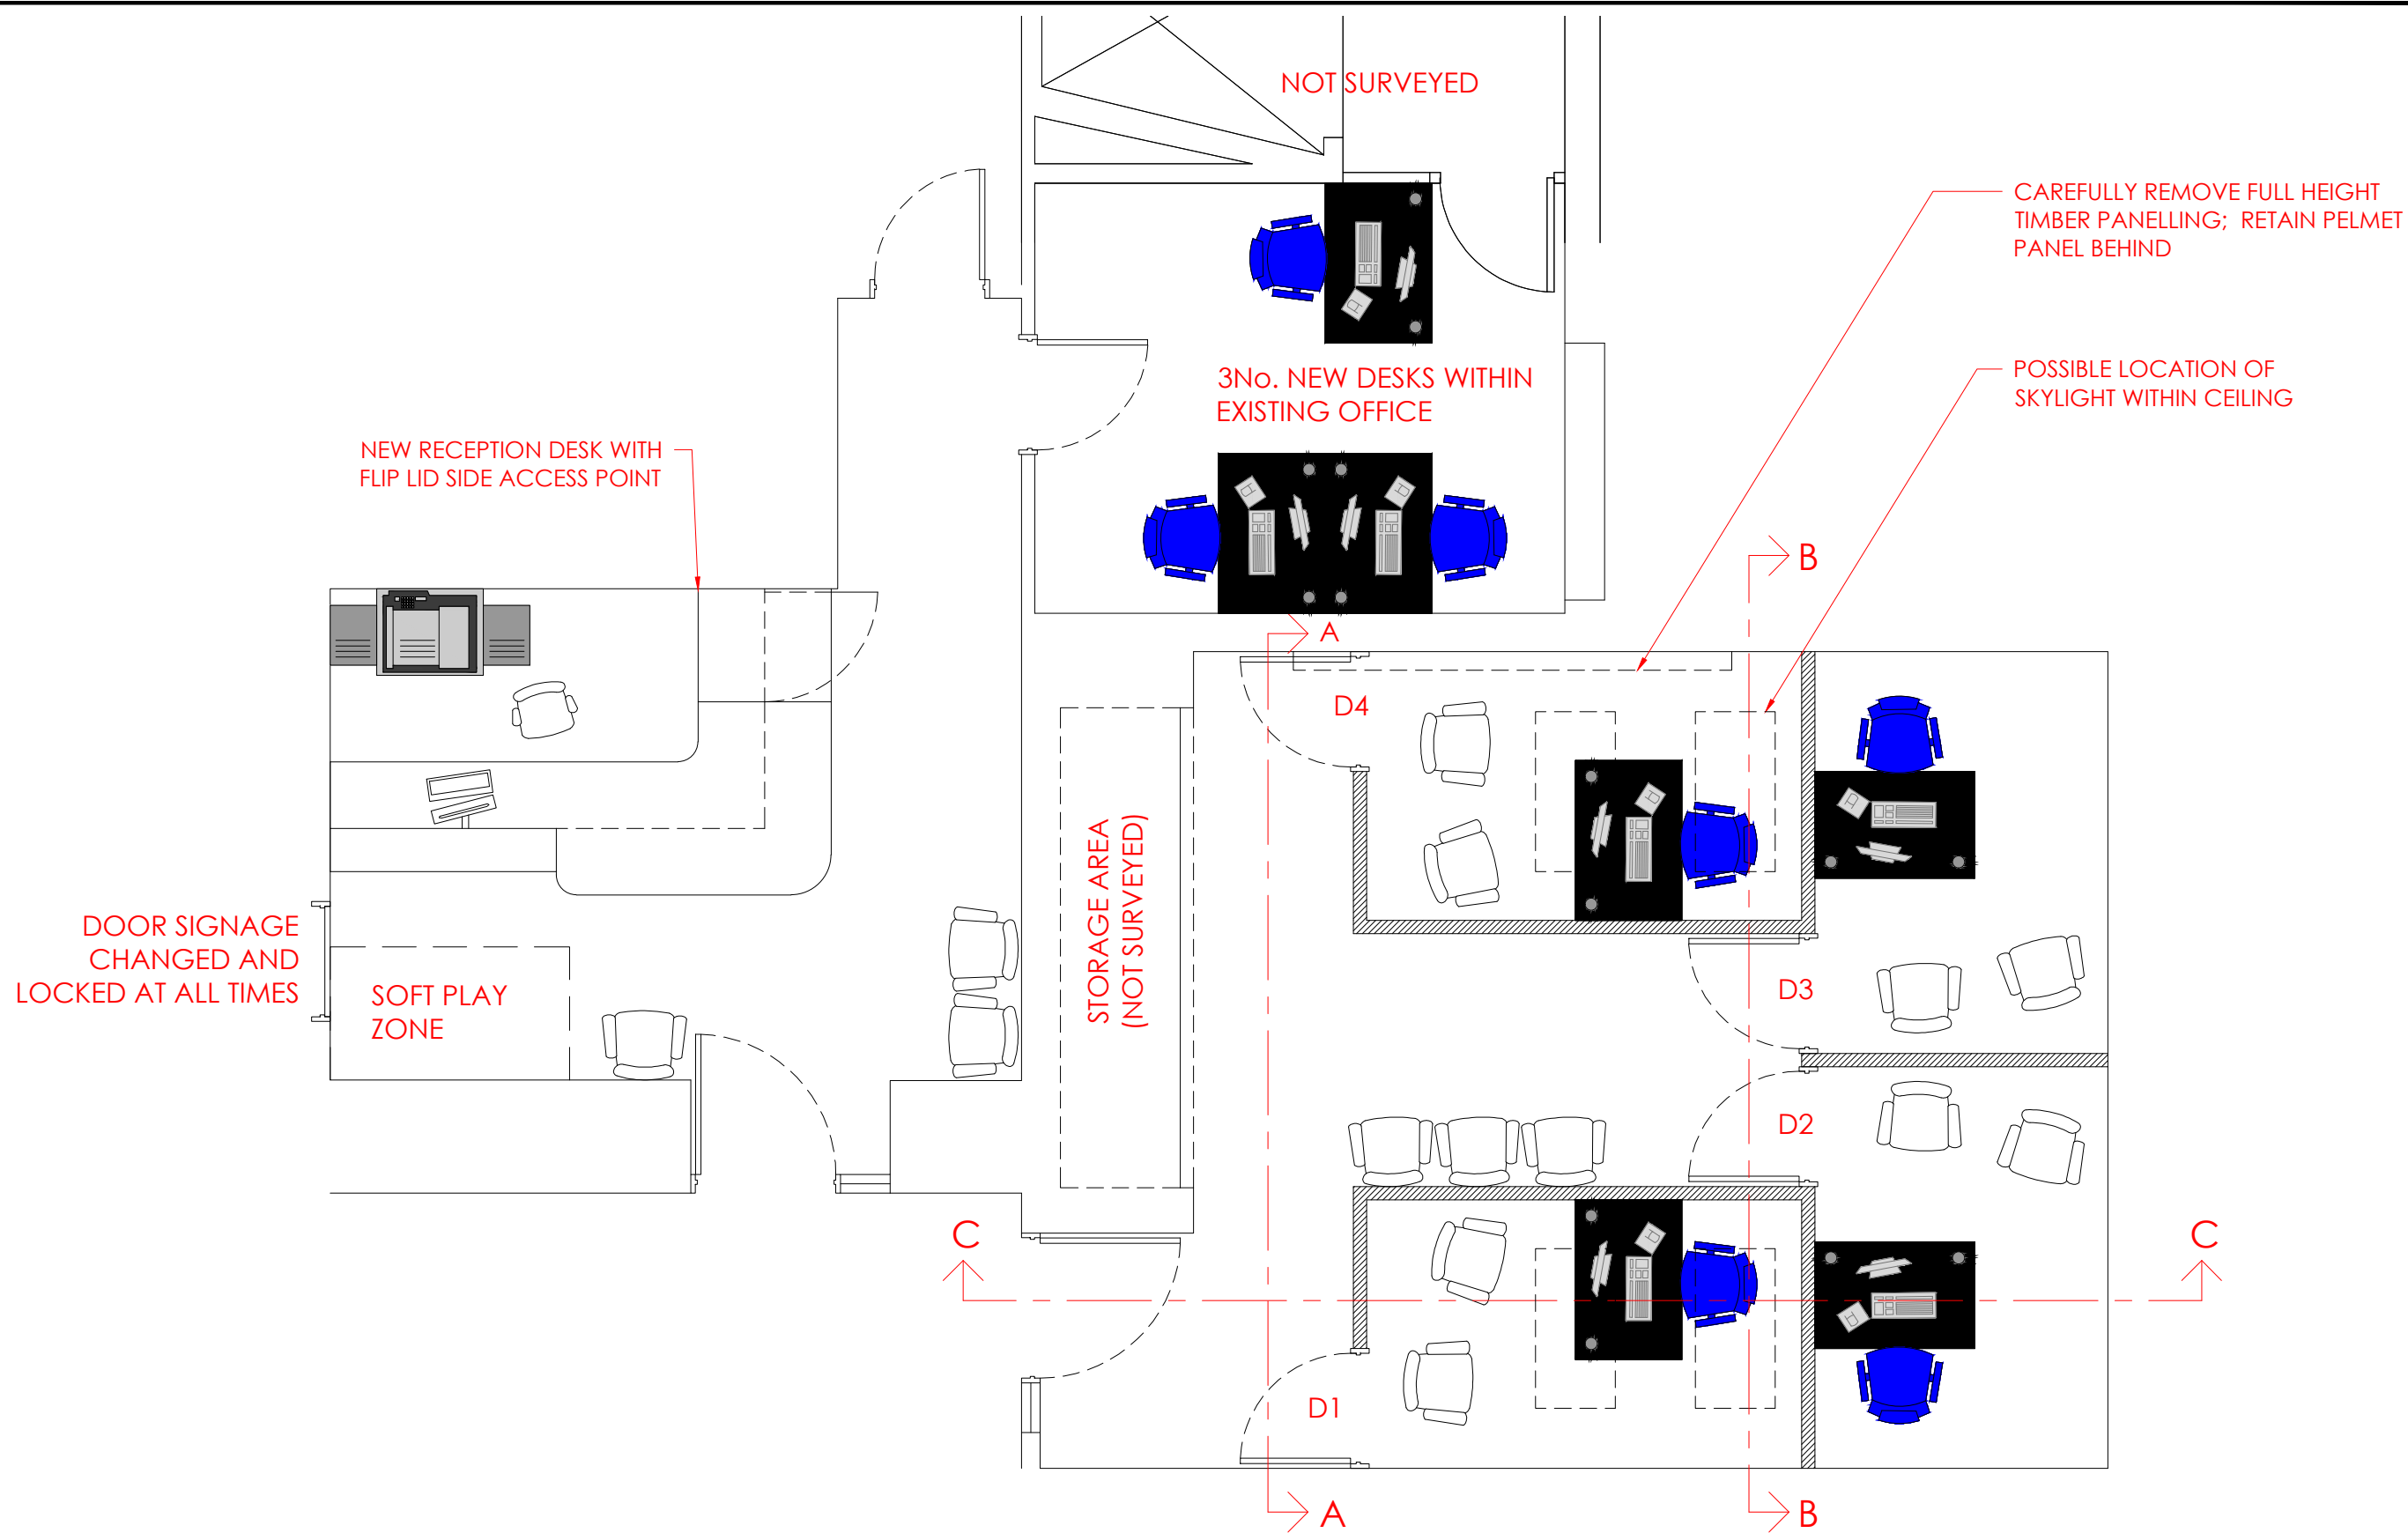 NOT SURVEYED
CAREFULLY REMOVE FULL HEIGHT
TIMBER PANELLING; RETAIN PELMET
PANEL BEHIND
3No. NEW DESKS WITHIN
EXISTING OFFICE
POSSIBLE LOCATION OF
SKYLIGHT WITHIN CEILING
NEW RECEPTION DESK WITH
FLIP LID SIDE ACCESS POINT
B
A
D4
STORAGE AREA
(NOT SURVEYED)
DOOR SIGNAGE
CHANGED AND
LOCKED AT ALL TIMES
SOFT PLAY
ZONE
D3
D2
C
C
D1
A
B